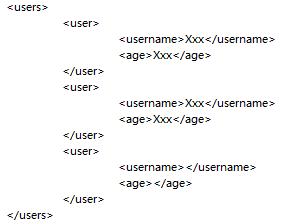 <users>
<user>
<username>Xxx</username>
<age>Xxx</age>
</user>
<user>
<username>Xxx</username>
<age>Xxx</age>
</user>
<user>
<username></username>
<age></age>
</user>
</users>